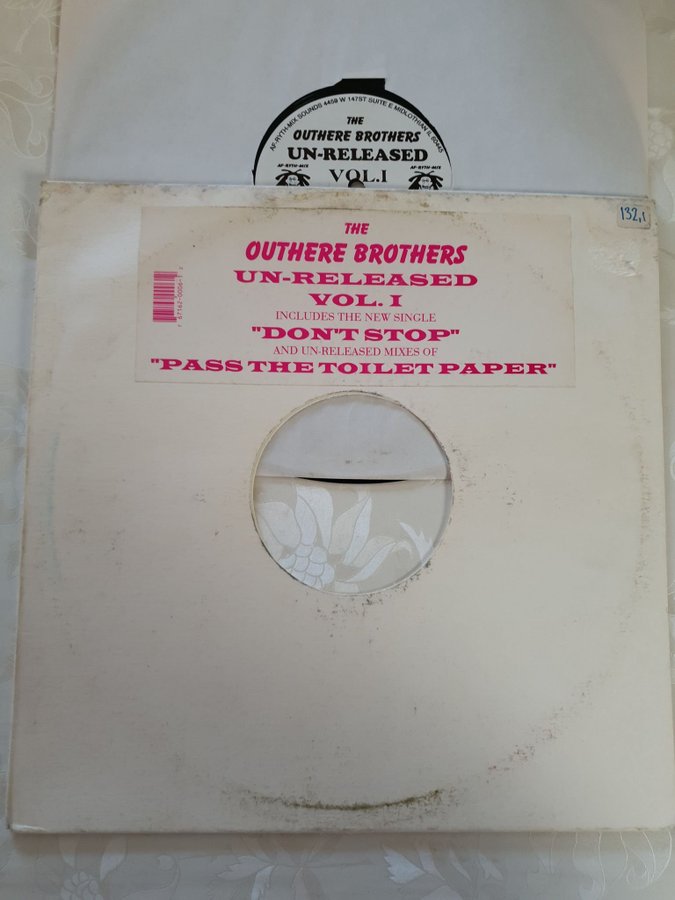 AF-RYTH-MIX SOUNDS 4458 W 147ST SUITE E MIDLOTHIAN IL 60445
THE
OUTHERE BROTHERS
UN-RELEASED
VOL.I
AF-RYTH-MIX
AF-RYTH-MIX
132,1
THE
OUTHERE BROTHERS
UN-RELEASED
VOL. I
INCLUDES THE NEW SINGLE
"DON'T STOP"
AND UN-RELEASED MIXES OF
"PASS THE TOILET PAPER"